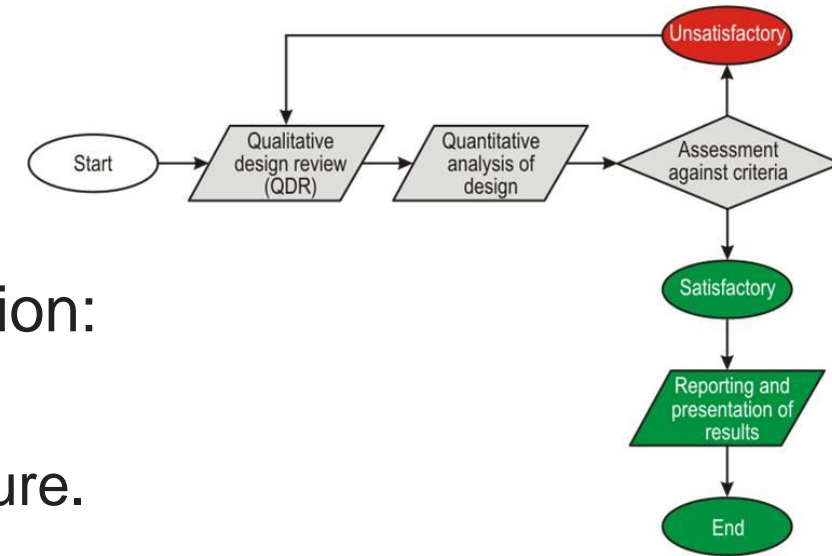 Unsatisfactory
Start
Qualitative
design review
(QDR)
Quantitative
analysis of
design
Assessment
against criteria
Satisfactory
Reporting and
presentation of
results
End
ion:
ure.